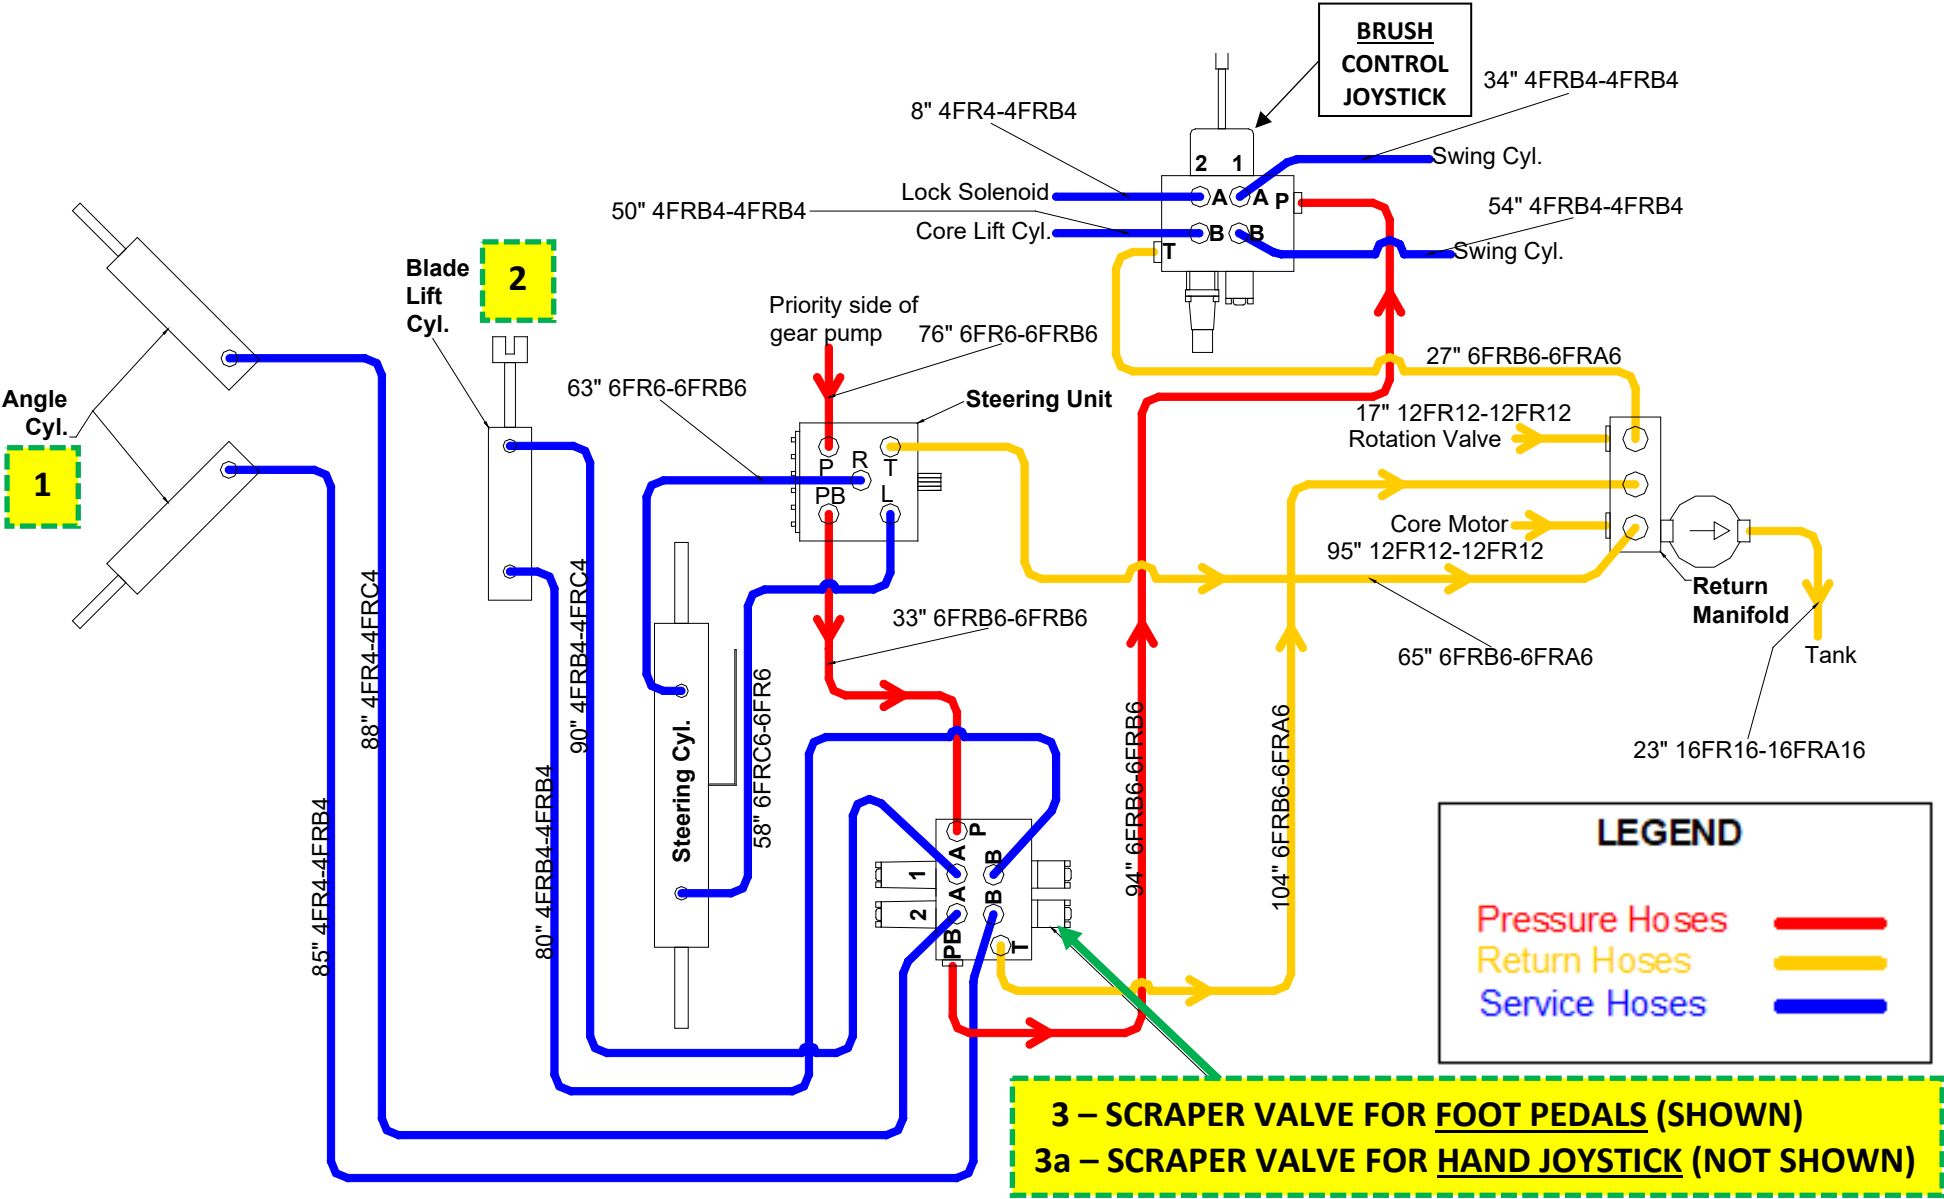 BRUSH
CONTROL
JOYSTICK
34" 4FRB4-4FRB4
8" 4FR4-4FRB4
2 1
Swing Cyl.
Lock Solenoid
A A P
50" 4FRB4-4FRB4
54" 4FRB4-4FRB4
Core Lift Cyl.
B B
T
Swing Cyl.
Blade
Lift
Cyl.
2
Priority side of
gear pump
76" 6FR6-6FRB6
27" 6FRB6-6FRA6
63" 6FR6-6FRB6
Steering Unit
Angle
Cyl.
1
17" 12FR12-12FR12
Rotation Valve
P R T
PB L
Core Motor
95" 12FR12-12FR12
Return
Manifold
33" 6FRB6-6FRB6
65" 6FRB6-6FRA6
Tank
88" 4FR4-4FRC4
90" 4FRB4-4FRC4
58" 6FRC6-6FR6
94" 6FRB6-6FRB6
104" 6FRB6-6FRA6
23" 16FR16-16FRA16
85" 4FR4-4FRB4
80" 4FRB4-4FRB4
Steering Cyl.
P
A B
1
A B
2
PB T
LEGEND
Pressure Hoses
Return Hoses
Service Hoses
3 – SCRAPER VALVE FOR FOOT PEDALS (SHOWN)
3a – SCRAPER VALVE FOR HAND JOYSTICK (NOT SHOWN)